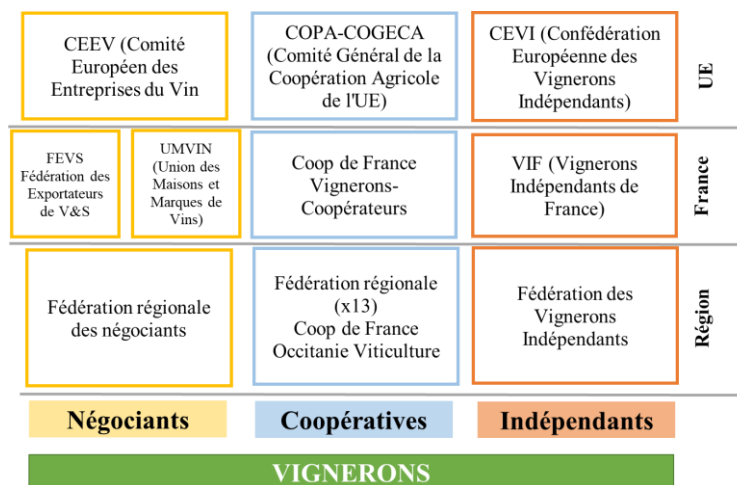 CEEV (Comité
Européen des
Entreprises du Vin
COPA-COGECA
(Comité Général de la
Coopération Agricole
de l'UE)
CEVI (Confédération
Européenne des
Vignerons
Indépendants)
UE
FEVS
Fédération des
Exportateurs
de V&S
UMVIN
(Union des
Maisons et
Marques de
Vins)
Coop de France
Vignerons-
Coopérateurs
VIF (Vignerons
Indépendants de
France)
France
Fédération régionale
des négociants
Fédération régionale
(x13)
Coop de France
Occitanie Viticulture
Fédération des
Vignerons
Indépendants
Région
Négociants
Coopératives
Indépendants
VIGNERONS